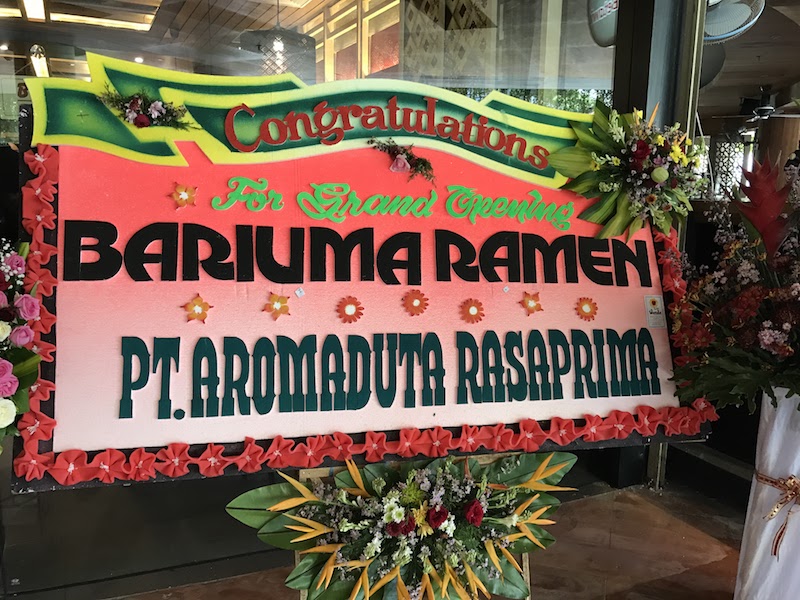 Congratulations
For Grand Opening
BARIUMA RAMEN
PT. AROMADUTA RASAPRIMA